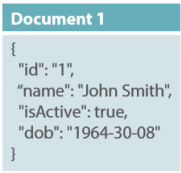 Document 1
{
"id": "1",
“name": "John Smith",
"isActive": true,
"dob": "1964-30-08"
}